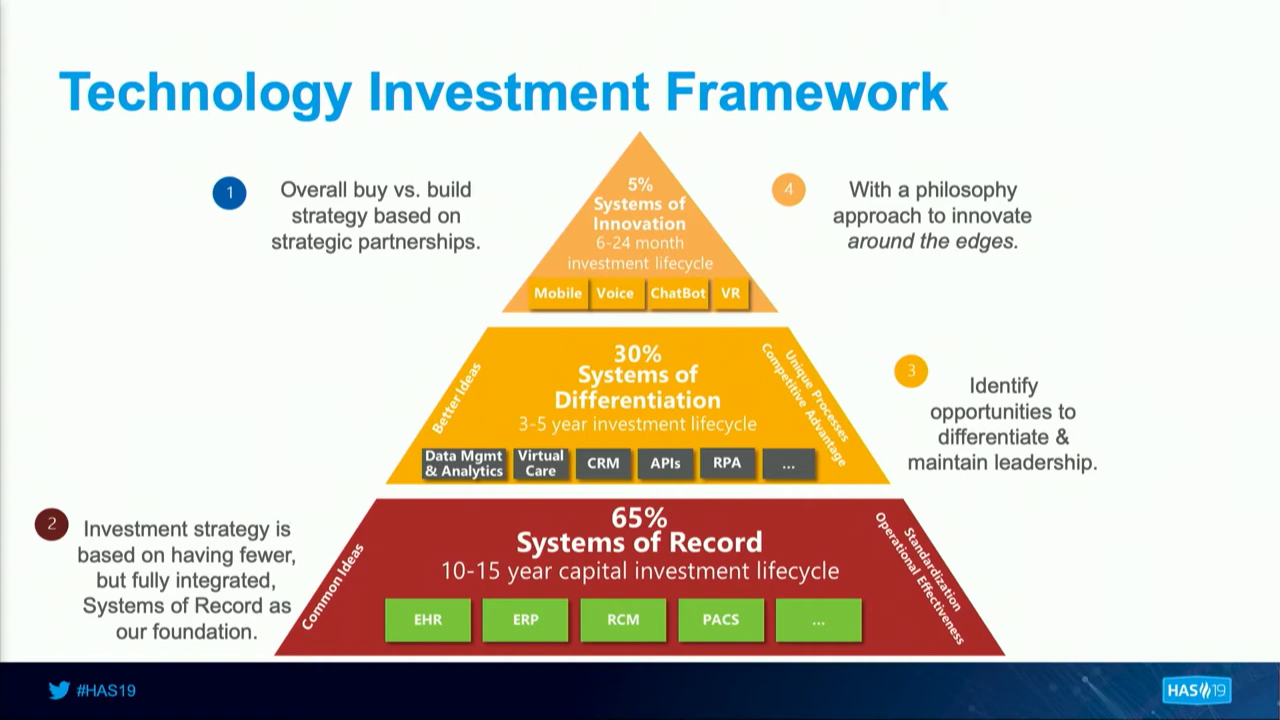 Technology Investment Framework
1
Overall buy vs. build
strategy based on
strategic partnerships.
5%
Systems of
Innovation
6-24 month
investment lifecycle
Mobile
Voice
ChatBot
VR
4
With a philosophy
approach to innovate
around the edges.
Better Ideas
30%
Systems of
Differentiation
3-5 year investment lifecycle
Unique Processes
Competitive Advantage
Data Mgmt
& Analytics
Virtual
Care
CRM
APIs
RPA
...
3
Identify
opportunities to
differentiate &
maintain leadership.
2
Investment strategy is
based on having fewer,
but fully integrated,
Systems of Record as
our foundation.
Common Ideas
65%
Systems of Record
10-15 year capital investment lifecycle
Standardization
Operational Effectiveness
EHR
ERP
RCM
PACS
...
#HAS19
HAS 19